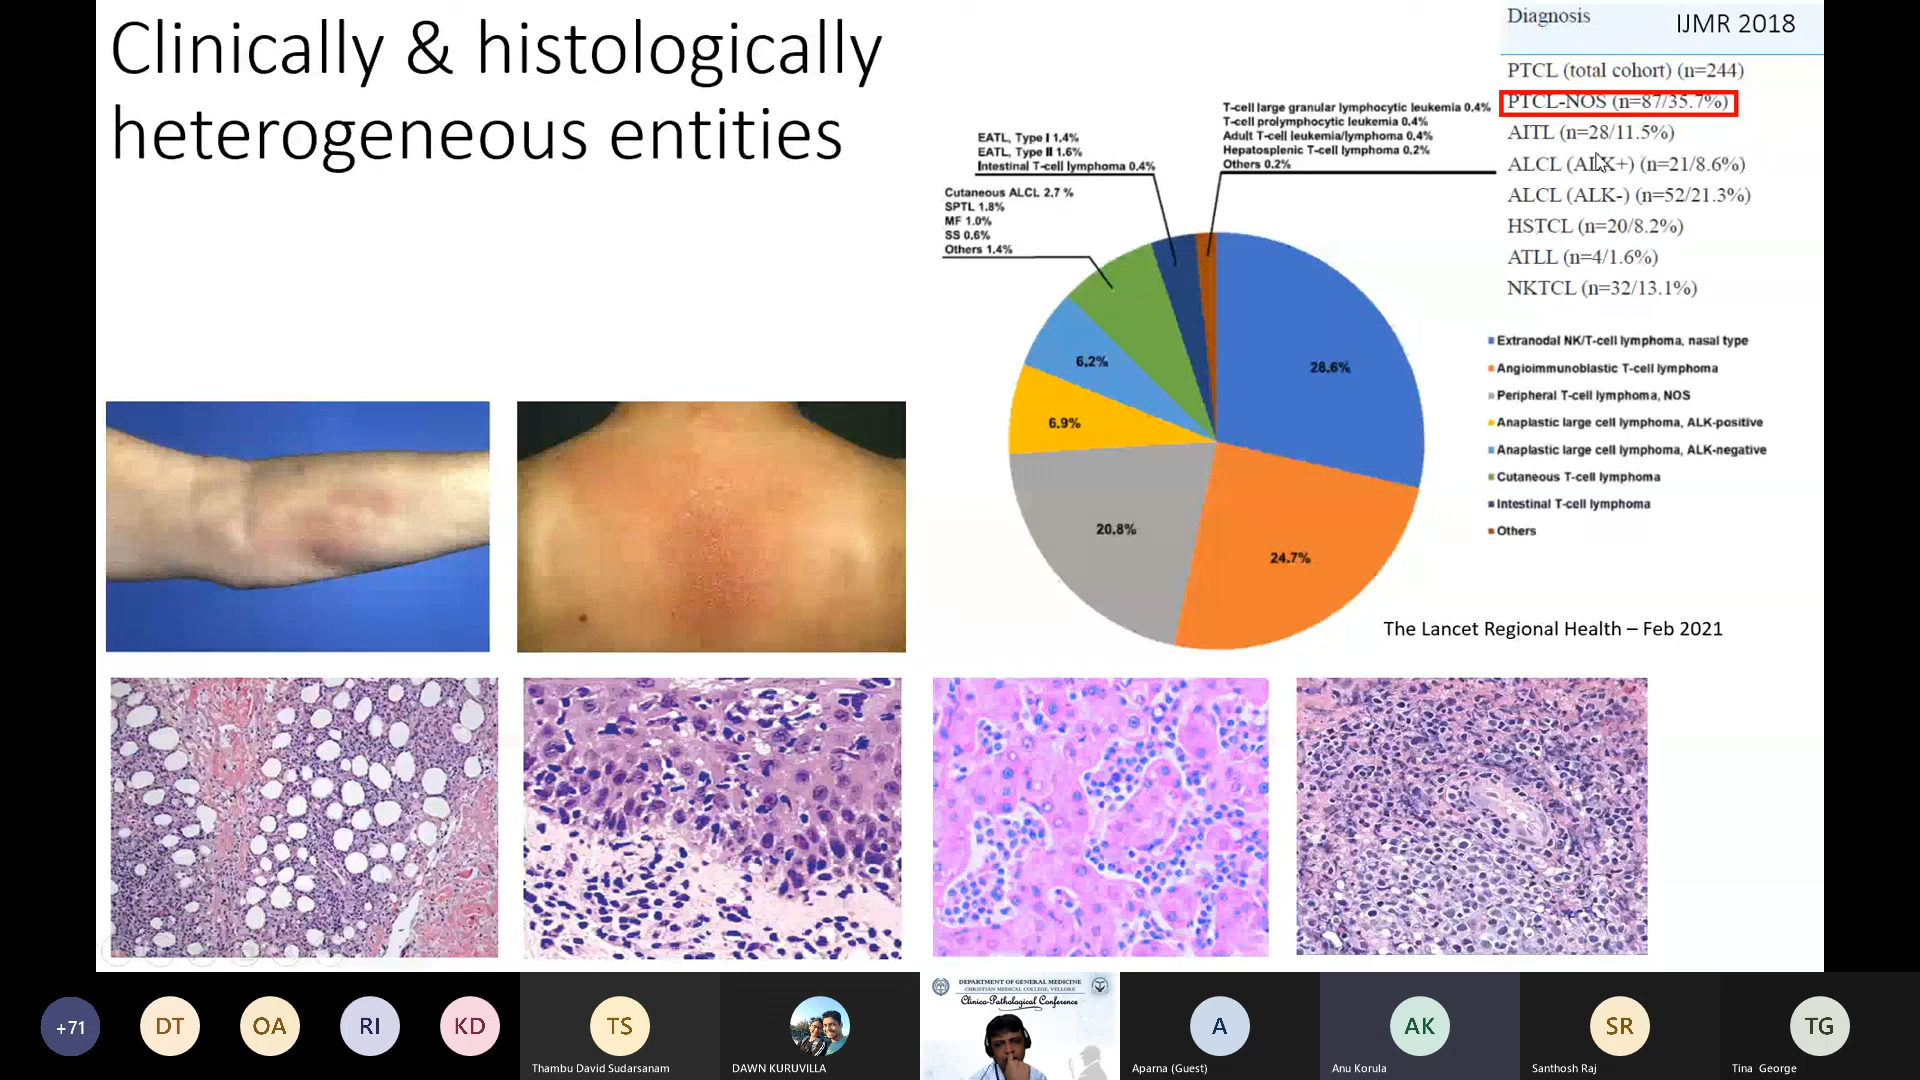 Clinically & histologically
heterogeneous entities
Diagnosis
IJMR 2018
PTCL (total cohort) (n=244)
PTCL-NOS (n=87/35.7%)
AITL (n=28/11.5%)
ALCL (ALK+) (n=21/8.6%)
ALCL (ALK-) (n=52/21.3%)
HSTCL (n=20/8.2%)
ATLL (n=4/1.6%)
NKTCL (n=32/13.1%)
T-cell large granular lymphocytic leukemia 0.4%
T-cell prolymphocytic leukemia 0.4%
Adult T-cell leukemia/lymphoma 0.4%
Hepatosplenic T-cell lymphoma 0.2%
Others 0.2%
EATL, Type I 1.4%
EATL, Type II 1.6%
Intestinal T-cell lymphoma 0.4%
Cutaneous ALCL 2.7 %
SPTL 1.8%
MF 1.0%
SS 0.6%
Others 1.4%
6.2%
28.6%
6.9%
20.8%
24.7%
Extranodal NK/T-cell lymphoma, nasal type
Angioimmunoblastic T-cell lymphoma
Peripheral T-cell lymphoma, NOS
Anaplastic large cell lymphoma, ALK-positive
Anaplastic large cell lymphoma, ALK-negative
Cutaneous T-cell lymphoma
Intestinal T-cell lymphoma
Others
The Lancet Regional Health – Feb 2021
+71
DT
OA
RI
KD
TS
Thambu David Sudarsanam
DAWN KURUVILLA
DEPARTMENT OF GENERAL MEDICINE
CHRISTIAN MEDICAL COLLEGE, VELLORE
Clinico-Pathological Conference
A
Aparna (Guest)
AK
Anu Korula
SR
Santhosh Raj
TG
Tina George